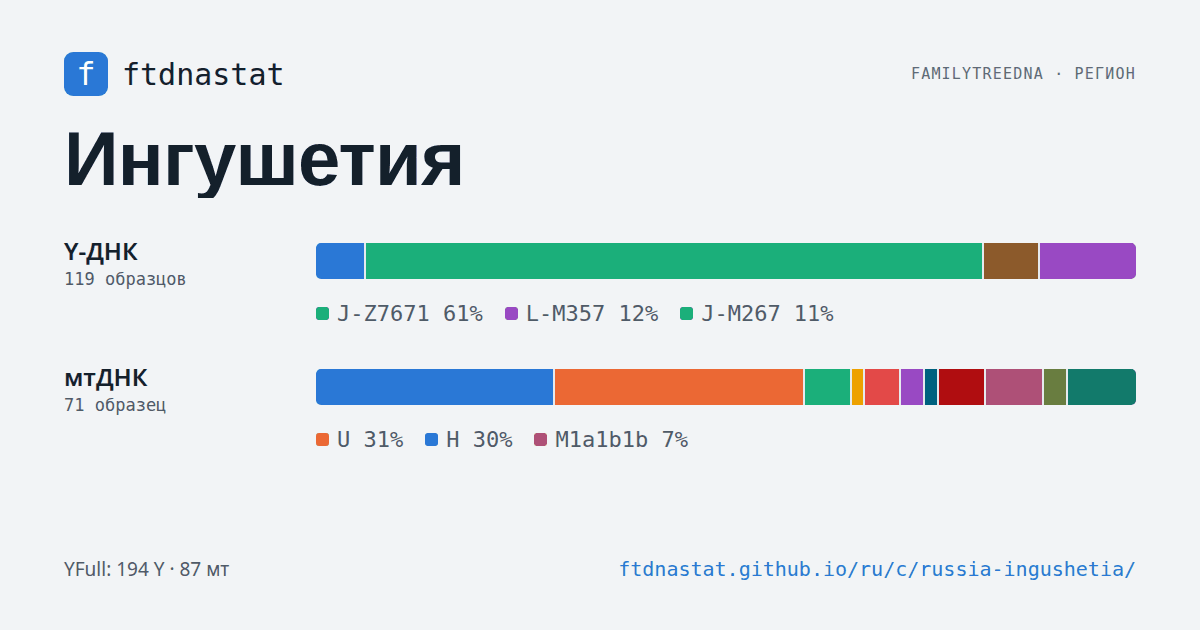 f ftdnastat
FAMILYTREEDNA · РЕГИОН
Ингушетия
Y-ДНК
119 образцов
J-Z7671 61% L-M357 12% J-M267 11%
мтДНК
71 образец
U 31% H 30% M1a1b1b 7%
YFull: 194 Y · 87 мт
ftdnastat.github.io/ru/c/russia-ingushetia/